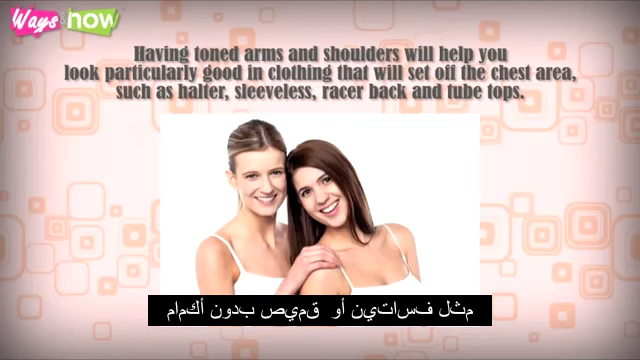 Ways&now
Having toned arms and shoulders will help you
look particularly good in clothing that will set off the chest area,
such as halter, sleeveless, racer back and tube tops.
مثل فساتين أو قميص بدون أكمام